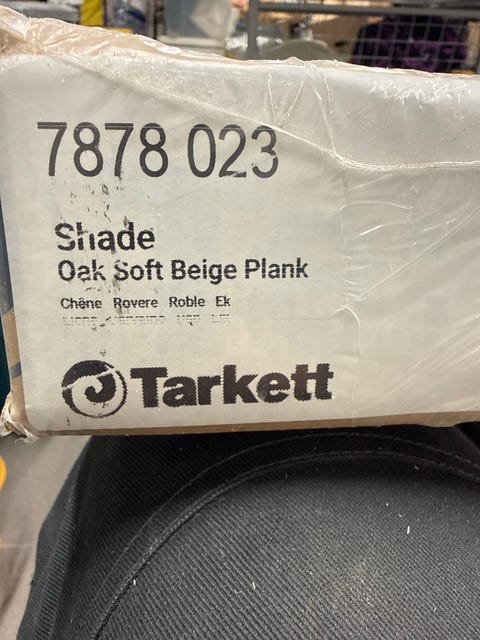 7878 023
Shade
Oak Soft Beige Plank
Chêne Rovere Roble Ek
Tarkett